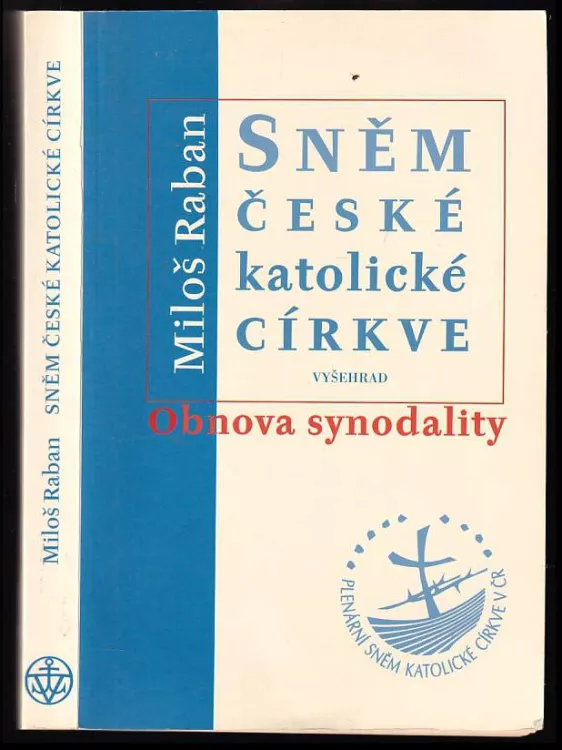 Miloš Raban SNĚM ČESKÉ KATOLICKÉ CÍRKVE
Miloš Raban
SNĚM
ČESKÉ
katolické
CÍRKVE
VYŠEHRAD
Obnova synodality
PLENÁRNÍ SNĚM KATOLICKÉ CÍRKVE V ČR